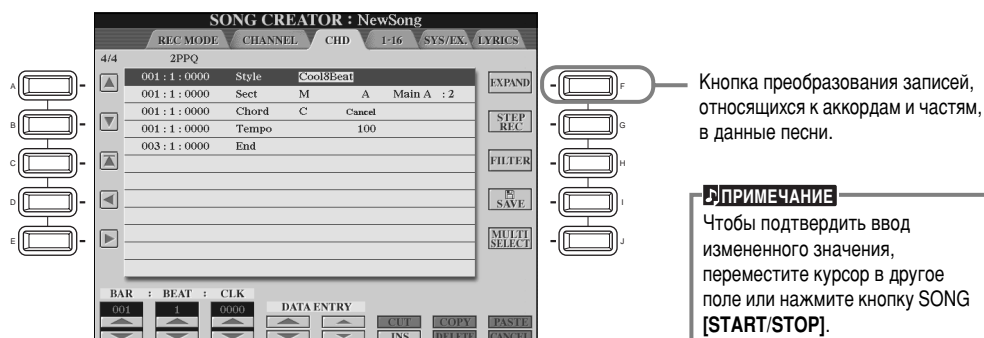 SONG CREATOR : NewSong
REC MODE CHANNEL CHD 1-16 SYS/EX. LYRICS
4/4 2PPQ
001 : 1 : 0000 Style Cool8Beat
001 : 1 : 0000 Sect M A Main A : 2
001 : 1 : 0000 Chord C Cancel
001 : 1 : 0000 Tempo 100
003 : 1 : 0000 End
EXPAND
STEP
REC
FILTER
SAVE
MULTI
SELECT
BAR : BEAT : CLK
001 1 0000
DATA ENTRY
CUT COPY PASTE
INS DELETE CANCEL
A
B
C
D
E
F
G
H
I
J
Кнопка преобразования записей,
относящихся к аккордам и частям,
в данные песни.
ПРИМЕЧАНИЕ
Чтобы подтвердить ввод
измененного значения,
переместите курсор в другое
поле или нажмите кнопку SONG
[START/STOP].